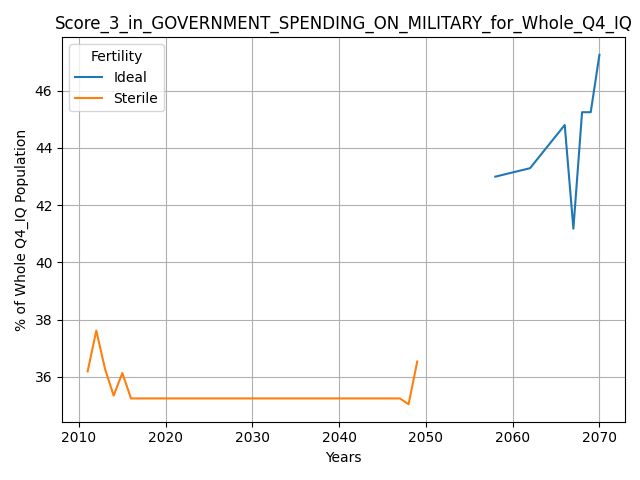 Score_3_in_GOVERNMENT_SPENDING_ON_MILITARY_for_Whole_Q4_IQ
Fertility
Ideal
Sterile
% of Whole Q4_IQ Population
46
44
42
40
38
36
2010 2020 2030 2040 2050 2060 2070
Years